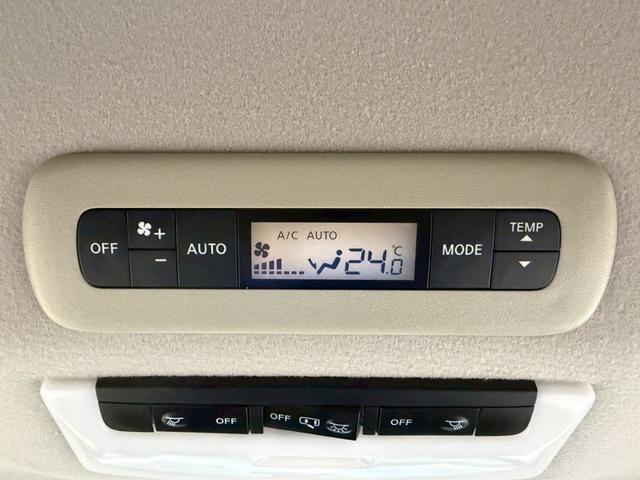 OFF + AUTO A/C AUTO MODE TEMP
−
24.0 °C
OFF OFF OFF